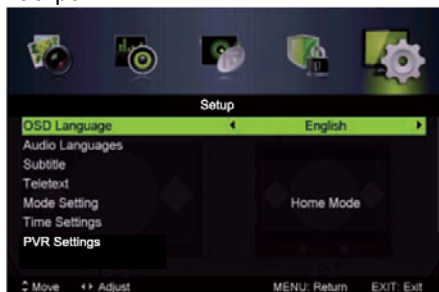 Setup
OSD Language English
Audio Languages
Subtitle
Teletext
Mode Setting Home Mode
Time Settings
PVR Settings
Move Adjust MENU: Return EXIT: Exit